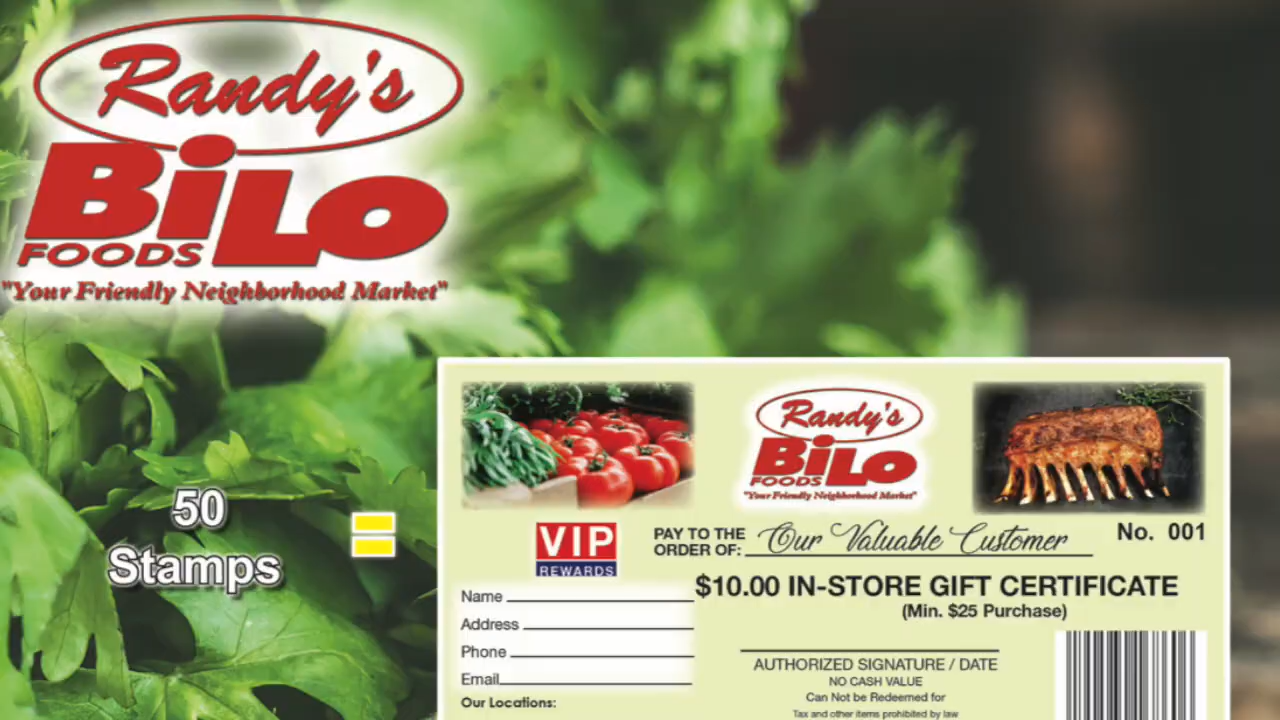 Randy's
BiLo
FOODS
"Your Friendly Neighborhood Market"
50
Stamps
=
Randy's
BiLo
FOODS
"Your Friendly Neighborhood Market"
VIP
REWARDS
PAY TO THE
ORDER OF:
Our Valuable Customer
No. 001
$10.00 IN-STORE GIFT CERTIFICATE
(Min. $25 Purchase)
Name
Address
Phone
Email
Our Locations:
AUTHORIZED SIGNATURE / DATE
NO CASH VALUE
Can Not be Redeemed for
Tax and other items prohibited by law